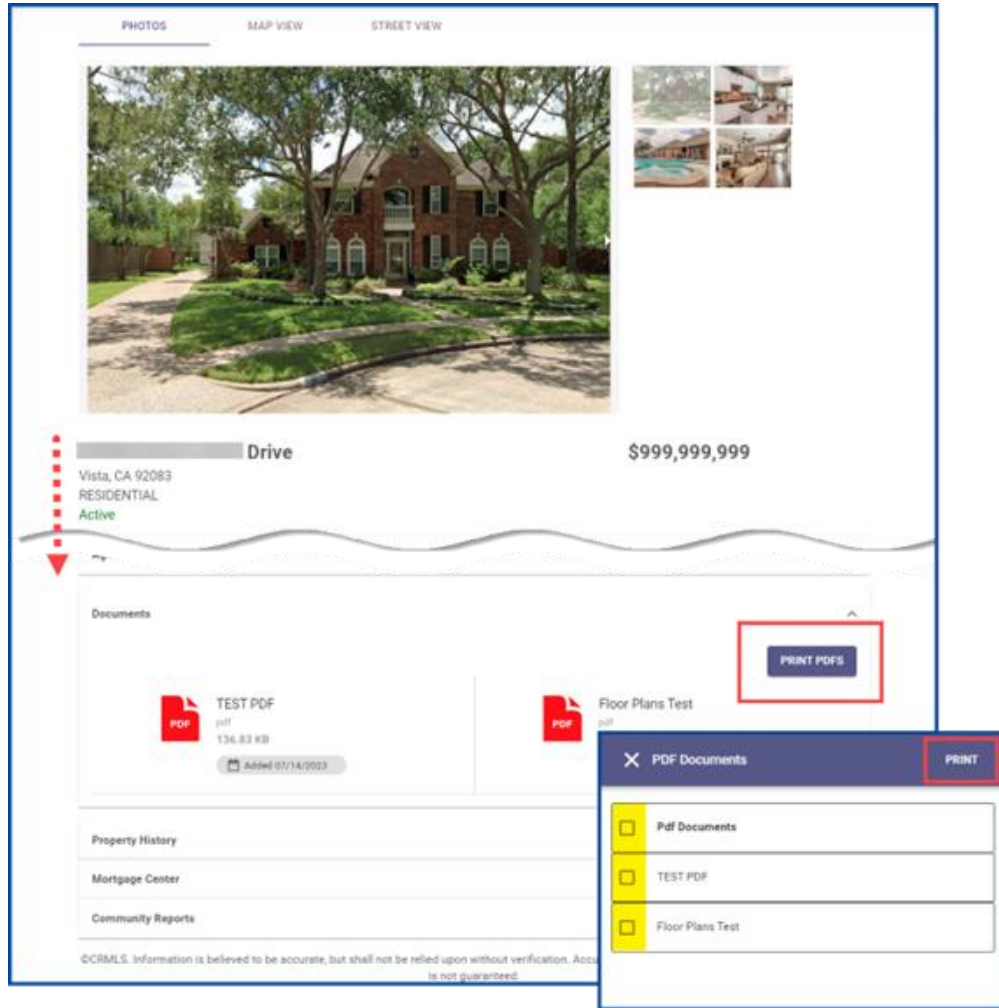 PHOTOS MAP VIEW STREET VIEW
Drive $999,999,999
Vista, CA 92083
RESIDENTIAL
Active
Documents
PRINT PDFS
PDF TEST PDF
pdf
136.83 KB
Added 07/14/2023
PDF Floor Plans Test
pdf
PDF Documents PRINT
Pdf Documents
TEST PDF
Floor Plans Test
Property History
Mortgage Center
Community Reports
©CRMLS. Information is believed to be accurate, but shall not be relied upon without verification.
is not guaranteed.